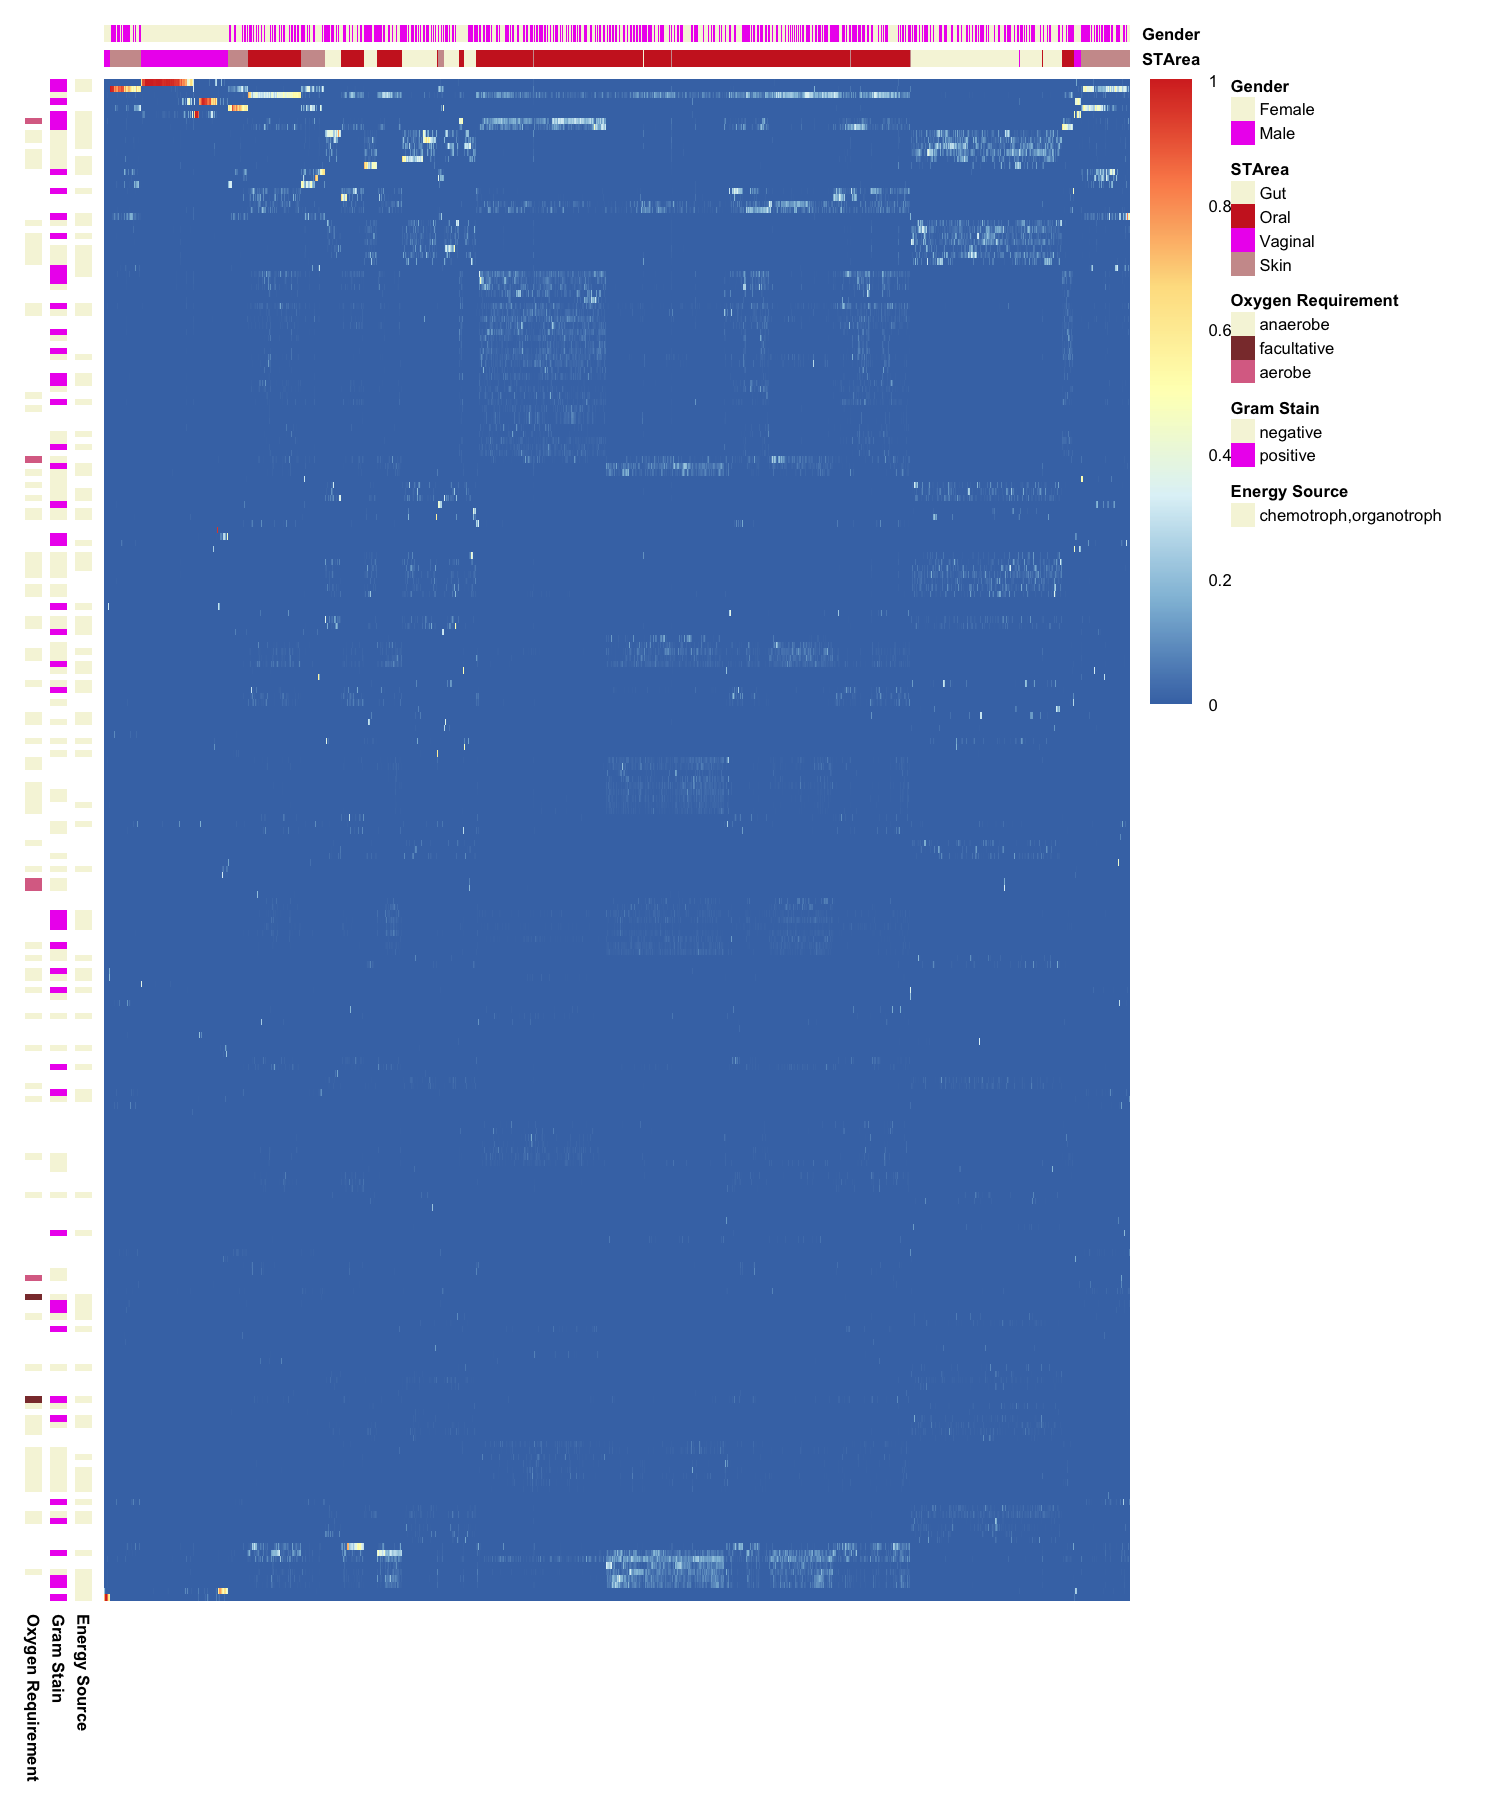 Gender
STArea
1
0.8
0.6
0.4
0.2
0
Gender
Female
Male
STArea
Gut
Oral
Vaginal
Skin
Oxygen Requirement
anaerobe
facultative
aerobe
Gram Stain
negative
positive
Energy Source
chemotroph,organotroph
Oxygen Requirement
Gram Stain
Energy Source